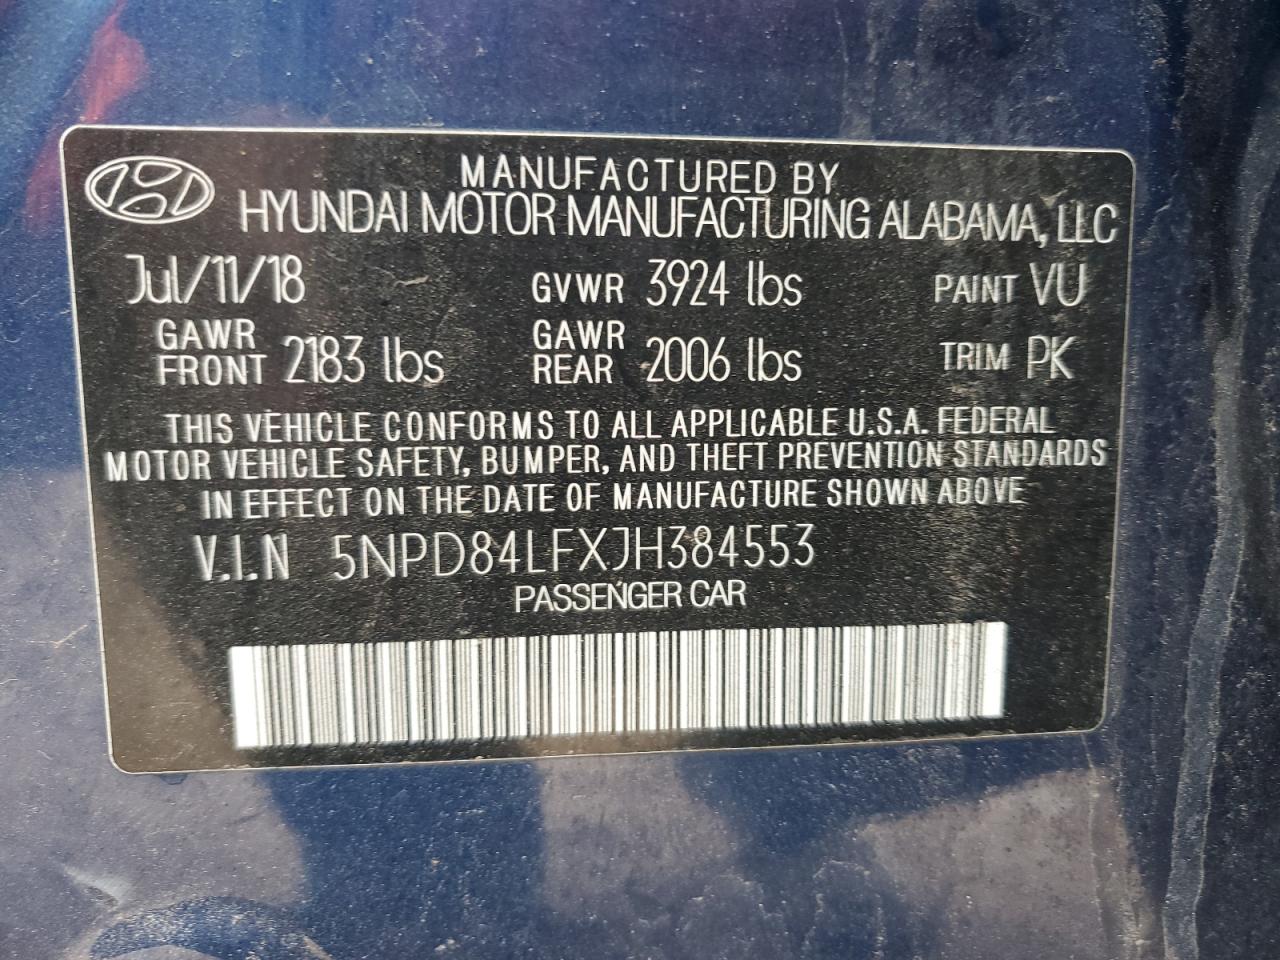 MANUFACTURED BY
HYUNDAI MOTOR MANUFACTURING ALABAMA, LLC
Jul/11/18 GVWR 3924 lbs PAINT VU
GAWR FRONT 2183 lbs GAWR REAR 2006 lbs TRIM PK
THIS VEHICLE CONFORMS TO ALL APPLICABLE U.S.A. FEDERAL
MOTOR VEHICLE SAFETY, BUMPER, AND THEFT PREVENTION STANDARDS
IN EFFECT ON THE DATE OF MANUFACTURE SHOWN ABOVE
V.I.N 5NPD84LFXJH384553
PASSENGER CAR